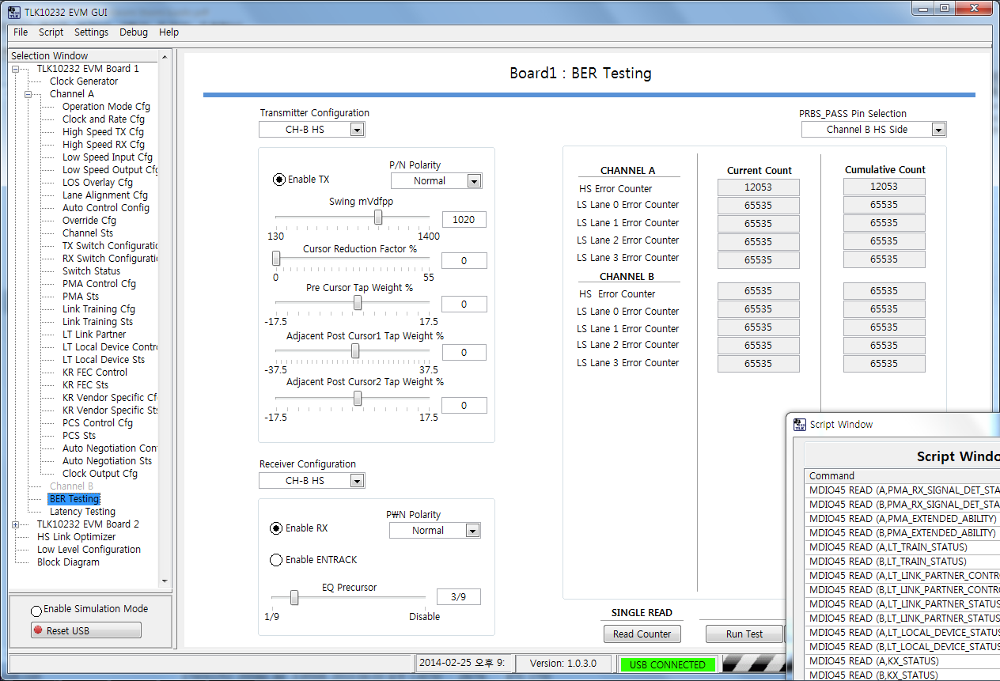 TLK10232 EVM GUI
File Script Settings Debug Help
Selection Window
TLK10232 EVM Board 1
Clock Generator
Channel A
Operation Mode Cfg
Clock and Rate Cfg
High Speed TX Cfg
High Speed RX Cfg
Low Speed Input Cfg
Low Speed Output Cfg
LOS Overlay Cfg
Lane Alignment Cfg
Auto Control Config
Override Cfg
Channel Sts
TX Switch Configuratio
RX Switch Configuratio
Switch Status
PMA Control Cfg
PMA Sts
Link Training Cfg
Link Training Sts
LT Link Partner
LT Local Device Contro
LT Local Device Sts
KR FEC Control
KR FEC Sts
KR Vendor Specific Cf
KR Vendor Specific Sts
PCS Control Cfg
PCS Sts
Auto Negotiation Con
Auto Negotiation Sts
Clock Output Cfg
Channel B
BER Testing
Latency Testing
TLK10232 EVM Board 2
HS Link Optimizer
Low Level Configuration
Block Diagram
Enable Simulation Mode
Reset USB
Board1 : BER Testing
Transmitter Configuration
CH-B HS
Enable TX
P/N Polarity
Normal
Swing mVdfpp
1020
130 1400
Cursor Reduction Factor %
0
0 55
Pre Cursor Tap Weight %
0
-17.5 17.5
Adjacent Post Cursor1 Tap Weight %
0
-37.5 37.5
Adjacent Post Cursor2 Tap Weight %
0
-17.5 17.5
Receiver Configuration
CH-B HS
Enable RX
P₩N Polarity
Normal
Enable ENTRACK
EQ Precursor
3/9
1/9 Disable
PRBS_PASS Pin Selection
Channel B HS Side
CHANNEL A Current Count Cumulative Count
HS Error Counter 12053 12053
LS Lane 0 Error Counter 65535 65535
LS Lane 1 Error Counter 65535 65535
LS Lane 2 Error Counter 65535 65535
LS Lane 3 Error Counter 65535 65535
CHANNEL B
HS Error Counter 65535 65535
LS Lane 0 Error Counter 65535 65535
LS Lane 1 Error Counter 65535 65535
LS Lane 2 Error Counter 65535 65535
LS Lane 3 Error Counter 65535 65535
SINGLE READ
Read Counter Run Test
Script Window
Script Windo
Command
MDIO45 READ (A,PMA_RX_SIGNAL_DET_STA
MDIO45 READ (B,PMA_RX_SIGNAL_DET_STA
MDIO45 READ (A,PMA_EXTENDED_ABILITY)
MDIO45 READ (B,PMA_EXTENDED_ABILITY)
MDIO45 READ (A,LT_TRAIN_STATUS)
MDIO45 READ (B,LT_TRAIN_STATUS)
MDIO45 READ (A,LT_LINK_PARTNER_CONTRO
MDIO45 READ (B,LT_LINK_PARTNER_CONTRO
MDIO45 READ (A,LT_LINK_PARTNER_STATUS
MDIO45 READ (B,LT_LINK_PARTNER_STATUS
MDIO45 READ (A,LT_LOCAL_DEVICE_STATUS
MDIO45 READ (B,LT_LOCAL_DEVICE_STATUS
MDIO45 READ (A,KX_STATUS)
MDIO45 READ (B,KX_STATUS)
2014-02-25 오후 9: Version: 1.0.3.0 USB CONNECTED